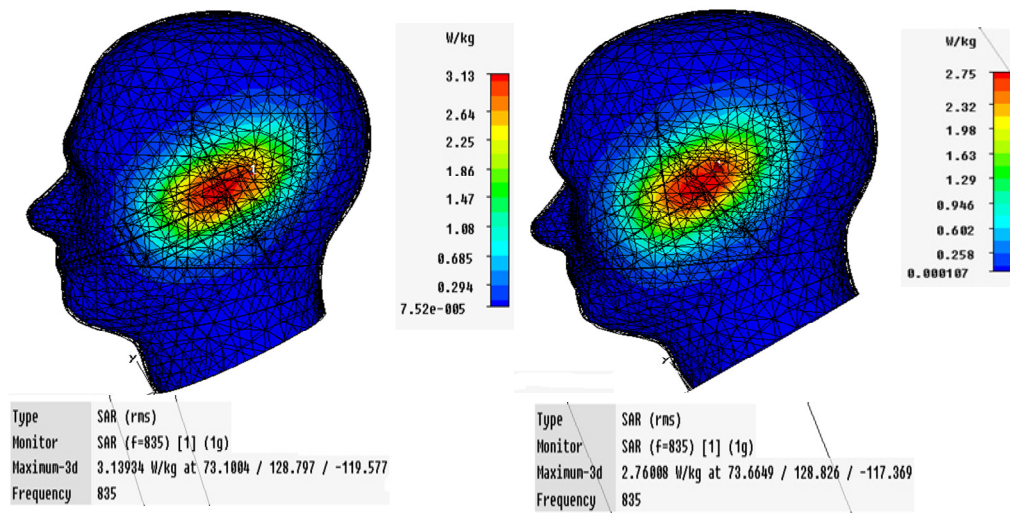 W/kg
3.13
2.64
2.25
1.86
1.47
1.08
0.685
0.294
7.52e-005
Y
Type SAR (rms)
Monitor SAR (f=835) [1] (1g)
Maximum-3d 3.13934 W/kg at 73.1004 / 128.797 / -119.577
Frequency 835
W/kg
2.75
2.32
1.98
1.63
1.29
0.946
0.602
0.258
0.000107
Y
Type SAR (rms)
Monitor SAR (f=835) [1] (1g)
Maximum-3d 2.76008 W/kg at 73.6649 / 128.826 / -117.369
Frequency 835